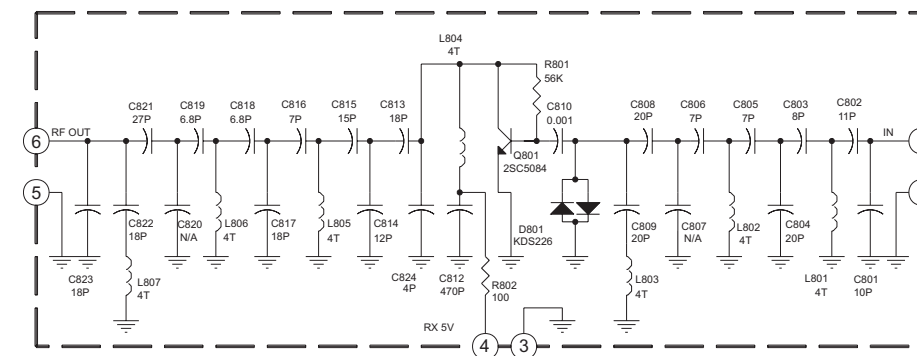 L804
4T
R801
56K
C821
27P
C819
6.8P
C818
6.8P
C816
7P
C815
15P
C813
18P
C810
0.001
C808
20P
C806
7P
C805
7P
C803
8P
C802
11P
6
RF OUT
IN
Q801
2SC5084
5
C822
18P
C820
N/A
L806
4T
C817
18P
L805
4T
C814
12P
D801
KDS226
C809
20P
C807
N/A
L802
4T
C804
20P
C823
18P
L807
4T
C824
4P
C812
470P
R802
100
L803
4T
L801
4T
C801
10P
RX 5V
4
3